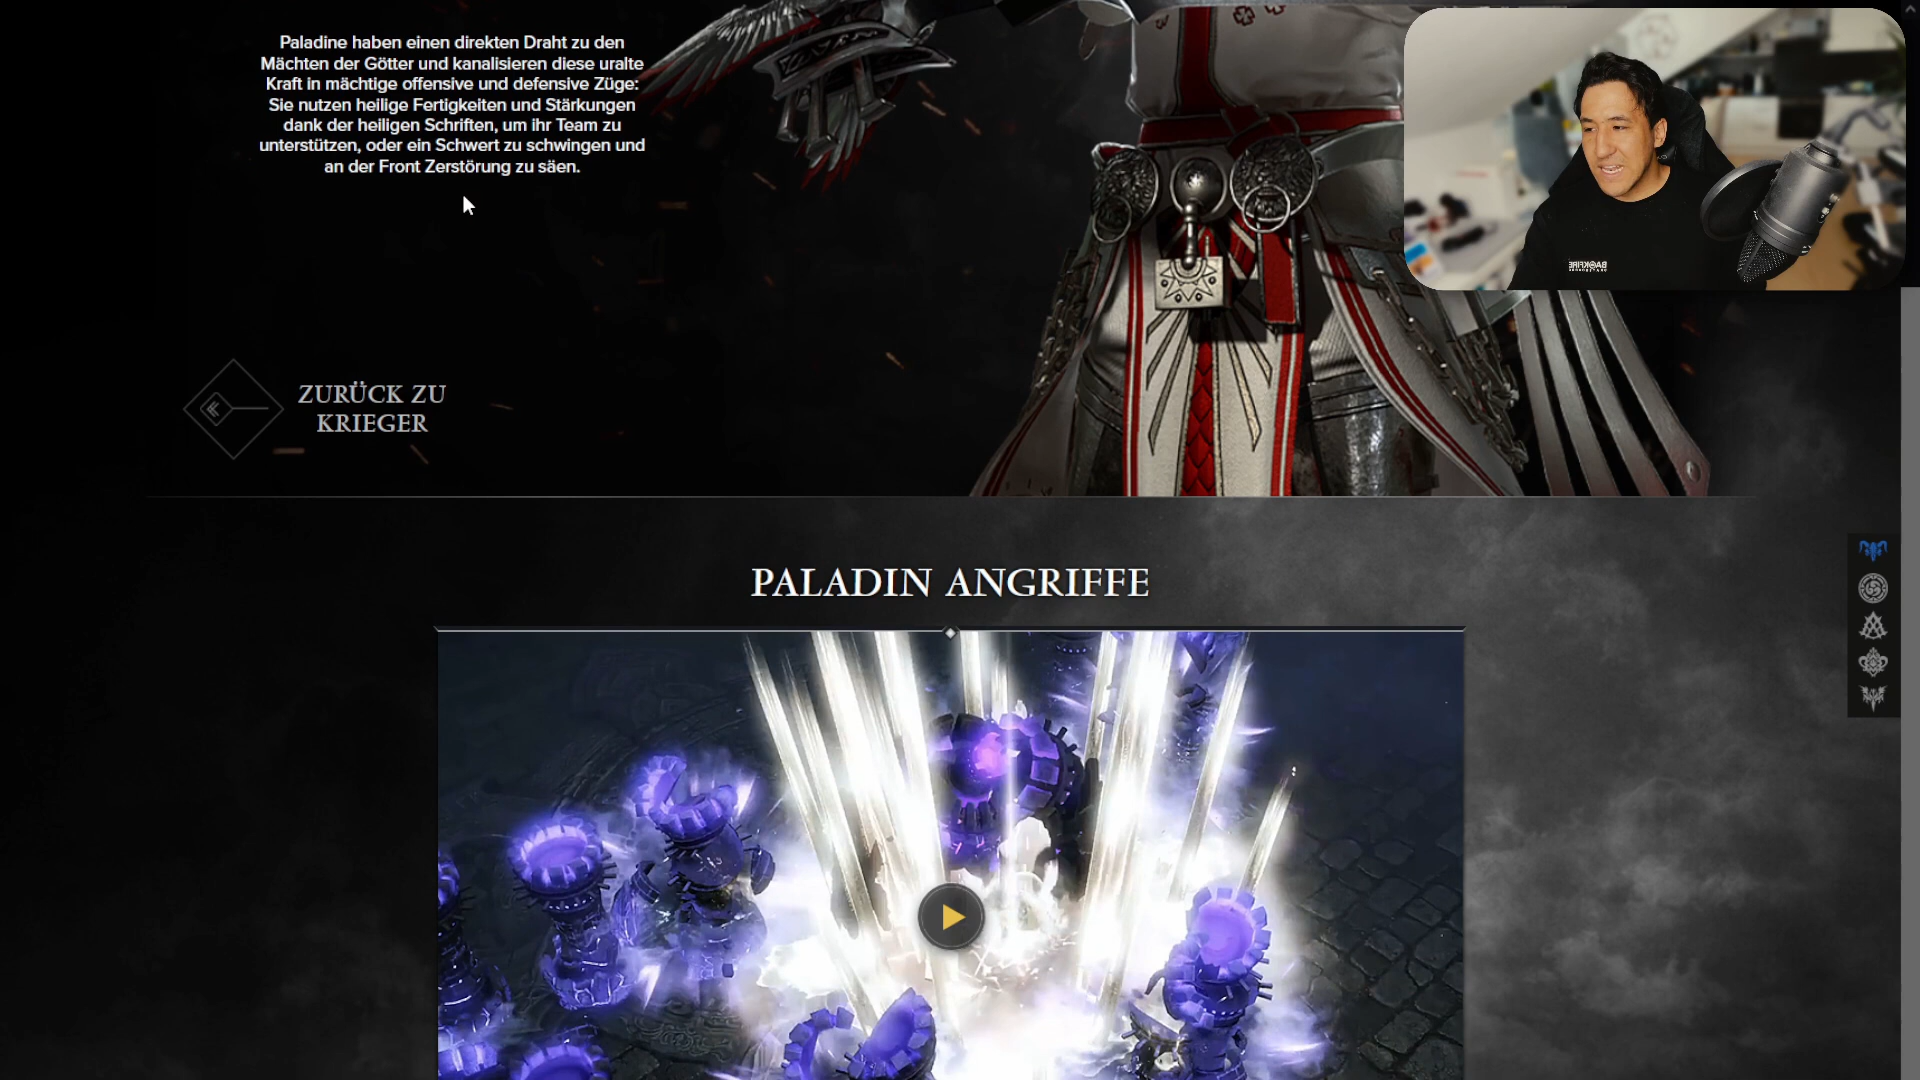 Paladine haben einen direkten Draht zu den
Mächten der Götter und kanalisieren diese uralte
Kraft in mächtige offensive und defensive Züge:
Sie nutzen heilige Fertigkeiten und Stärkungen
dank der heiligen Schriften, um ihr Team zu
unterstützen, oder ein Schwert zu schwingen und
an der Front Zerstörung zu säen.
BACKFIRE
ZURÜCK ZU
KRIEGER
PALADIN ANGRIFFE